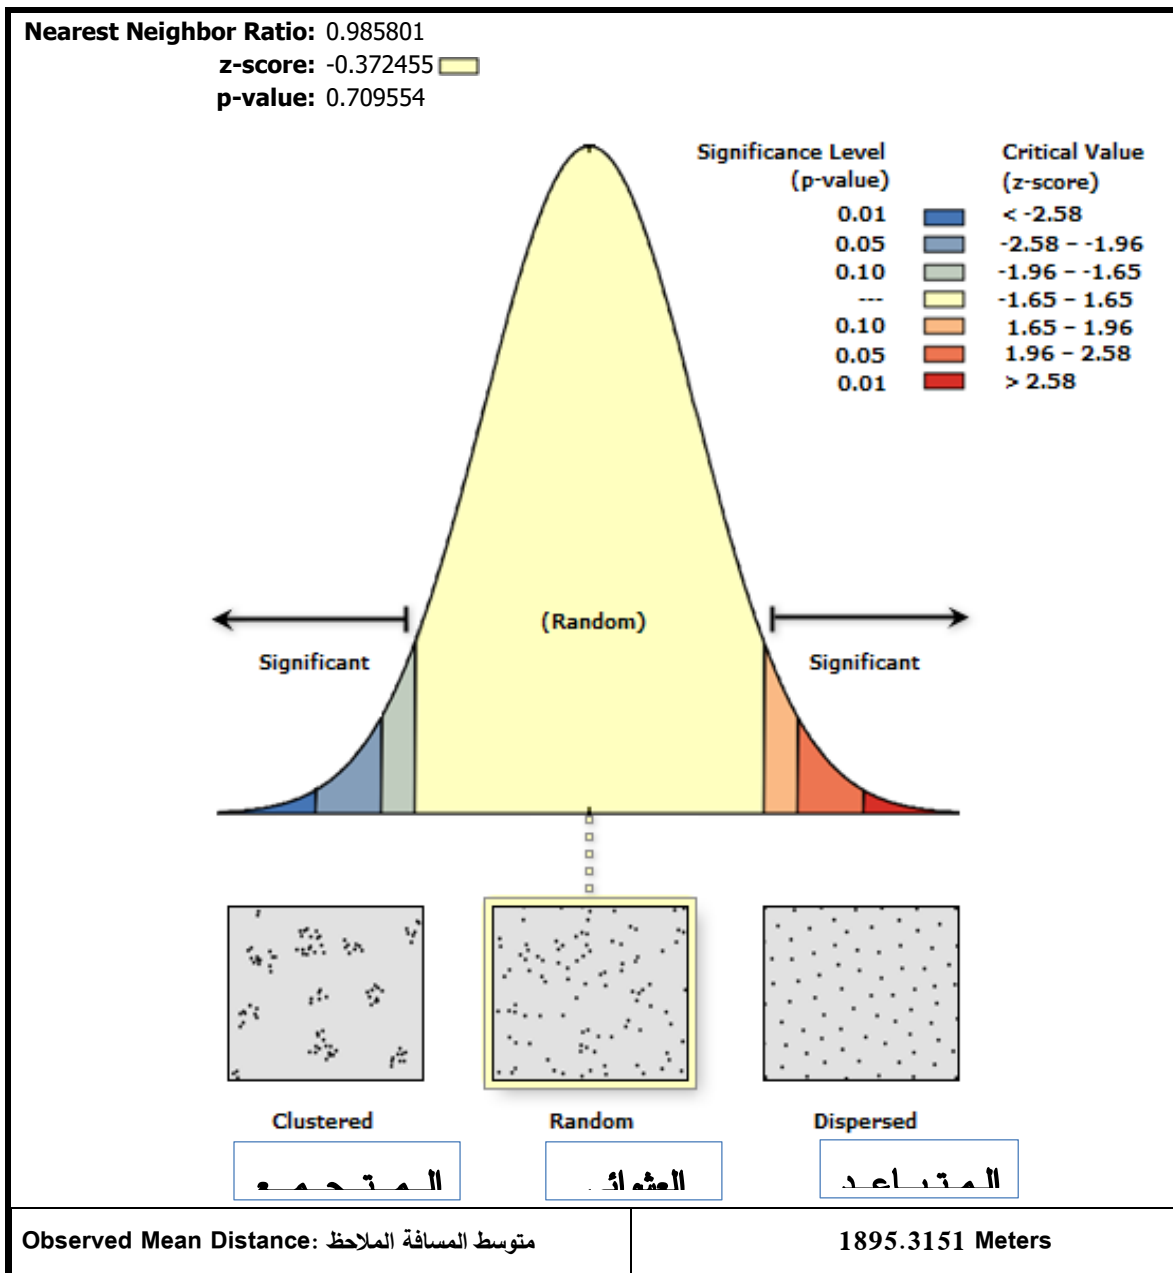 Nearest Neighbor Ratio: 0.985801
z-score: -0.372455
p-value: 0.709554
Significance Level (p-value) Critical Value (z-score)
0.01 < -2.58
0.05 -2.58 – -1.96
0.10 -1.96 – -1.65
--- -1.65 – 1.65
0.10 1.65 – 1.96
0.05 1.96 – 2.58
0.01 > 2.58
(Random)
Significant Significant
Clustered Random Dispersed
المتجمع العشوائي المتباعد
Observed Mean Distance: متوسط المسافة الملاحظ 1895.3151 Meters